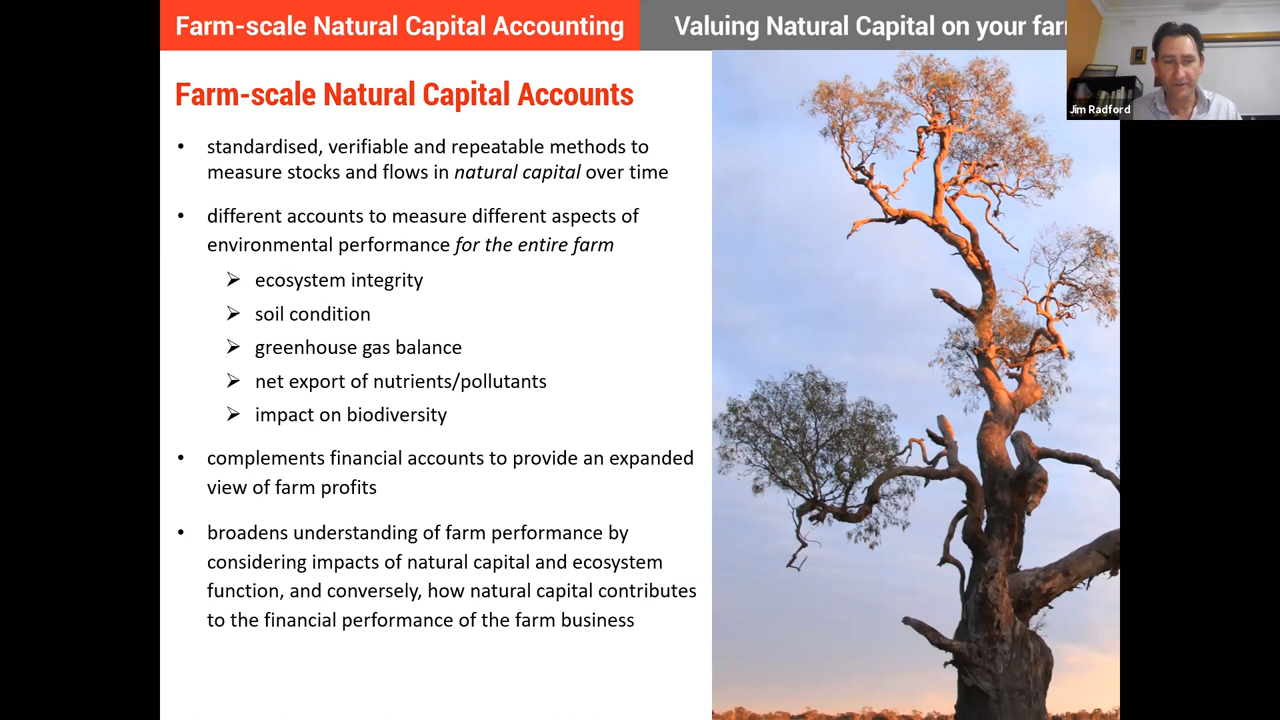 Farm-scale Natural Capital Accounting
Valuing Natural Capital on your
Jim Radford
Farm-scale Natural Capital Accounts
• standardised, verifiable and repeatable methods to
measure stocks and flows in natural capital over time
• different accounts to measure different aspects of
environmental performance for the entire farm
➢ ecosystem integrity
➢ soil condition
➢ greenhouse gas balance
➢ net export of nutrients/pollutants
➢ impact on biodiversity
• complements financial accounts to provide an expanded
view of farm profits
• broadens understanding of farm performance by
considering impacts of natural capital and ecosystem
function, and conversely, how natural capital contributes
to the financial performance of the farm business